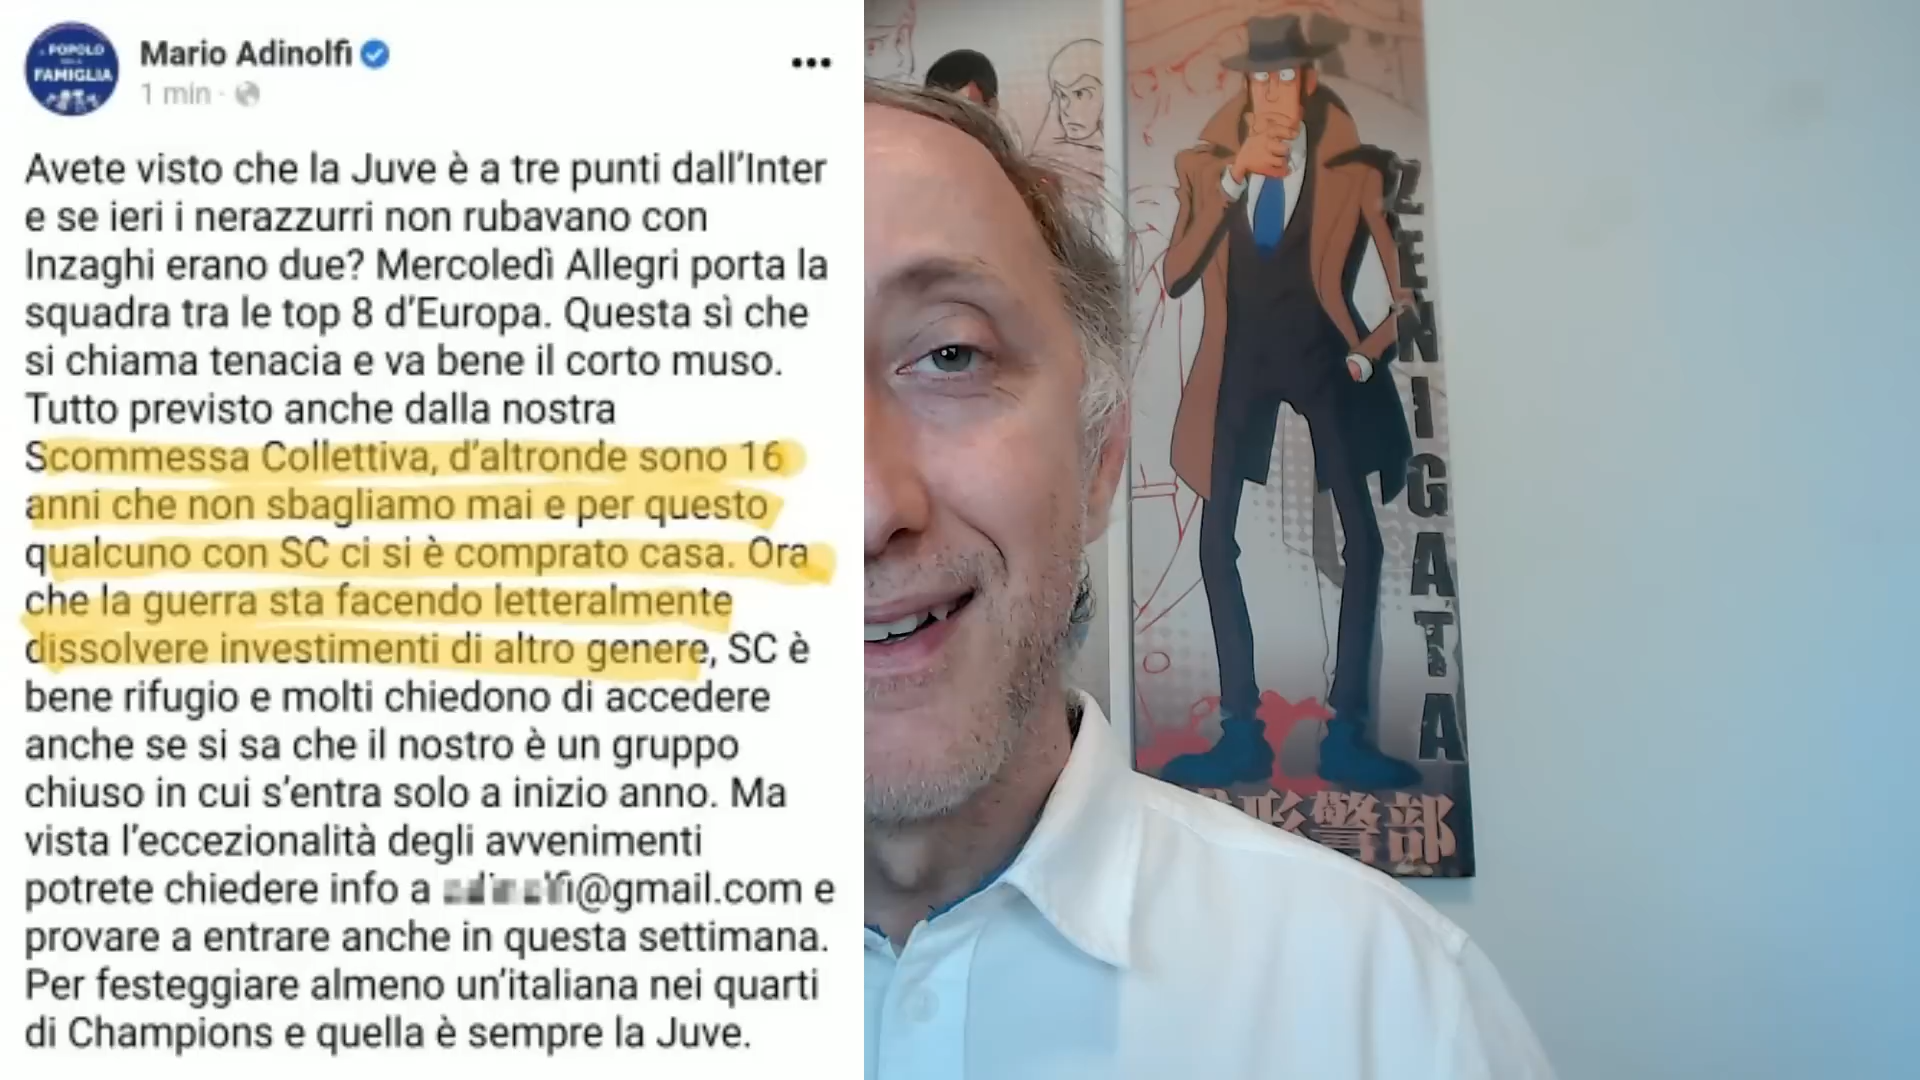 POPOLO
DELLA
FAMIGLIA
Mario Adinolfi
1 min ·
Avete visto che la Juve è a tre punti dall’Inter
e se ieri i nerazzurri non rubavano con
Inzaghi erano due? Mercoledì Allegri porta la
squadra tra le top 8 d’Europa. Questa sì che
si chiama tenacia e va bene il corto muso.
Tutto previsto anche dalla nostra
Scommessa Collettiva, d’altronde sono 16
anni che non sbagliamo mai e per questo
qualcuno con SC ci si è comprato casa. Ora
che la guerra sta facendo letteralmente
dissolvere investimenti di altro genere, SC è
bene rifugio e molti chiedono di accedere
anche se si sa che il nostro è un gruppo
chiuso in cui s’entra solo a inizio anno. Ma
vista l’eccezionalità degli avvenimenti
potrete chiedere info a @gmail.com e
provare a entrare anche in questa settimana.
Per festeggiare almeno un’italiana nei quarti
di Champions e quella è sempre la Juve.
ZENIGATA
形警部